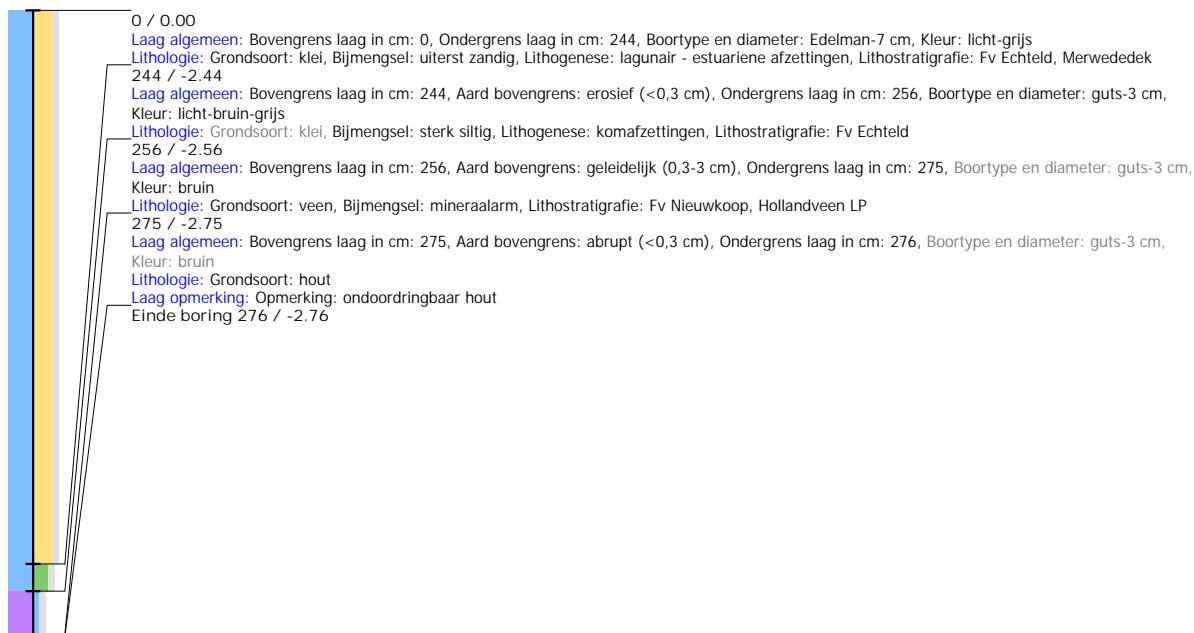 0 / 0.00
Laag algemeen: Bovengrens laag in cm: 0, Ondergrens laag in cm: 244, Boortype en diameter: Edelman-7 cm, Kleur: licht-grijs
Lithologie: Grondsoort: klei, Bijmengsel: uiterst zandig, Lithogenese: lagunair - estuariene afzettingen, Lithostratigrafie: Fv Echteld, Merwededek
244 / -2.44
Laag algemeen: Bovengrens laag in cm: 244, Aard bovengrens: erosief (<0,3 cm), Ondergrens laag in cm: 256, Boortype en diameter: guts-3 cm,
Kleur: licht-bruin-grijs
Lithologie: Grondsoort: klei, Bijmengsel: sterk siltig, Lithogenese: komafzettingen, Lithostratigrafie: Fv Echteld
256 / -2.56
Laag algemeen: Bovengrens laag in cm: 256, Aard bovengrens: geleidelijk (0,3-3 cm), Ondergrens laag in cm: 275, Boortype en diameter: guts-3 cm,
Kleur: bruin
Lithologie: Grondsoort: veen, Bijmengsel: mineraalarm, Lithostratigrafie: Fv Nieuwkoop, Hollandveen LP
275 / -2.75
Laag algemeen: Bovengrens laag in cm: 275, Aard bovengrens: abrupt (<0,3 cm), Ondergrens laag in cm: 276, Boortype en diameter: guts-3 cm,
Kleur: bruin
Lithologie: Grondsoort: hout
Laag opmerking: Opmerking: ondoordringbaar hout
Einde boring 276 / -2.76